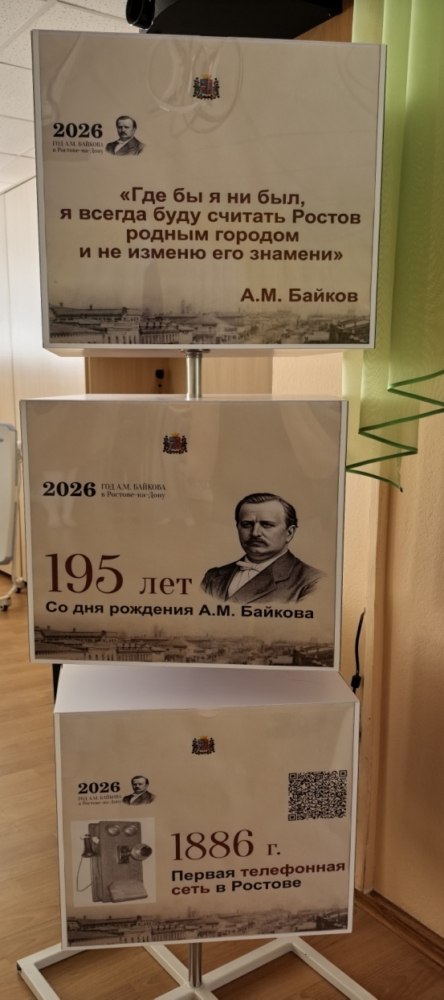 2026
ГОД А.М. БАЙКОВА
в Ростове-на-Дону
«Где бы я ни был,
я всегда буду считать Ростов
родным городом
и не изменю его знамени»
А.М. Байков
2026 ГОД А.М. БАЙКОВА
в Ростове-на-Дону
195 лет
Со дня рождения А.М. Байкова
2026
ГОД А.М. БАЙКОВА
в Ростове-на-Дону
1886 г.
Первая телефонная
сеть в Ростове